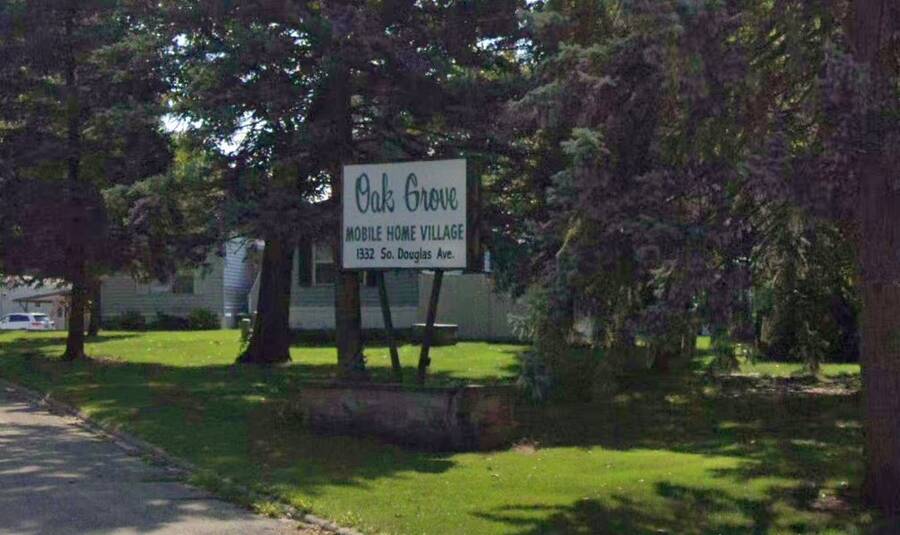 Oak Grove
MOBILE HOME VILLAGE
1332 So. Douglas Ave.